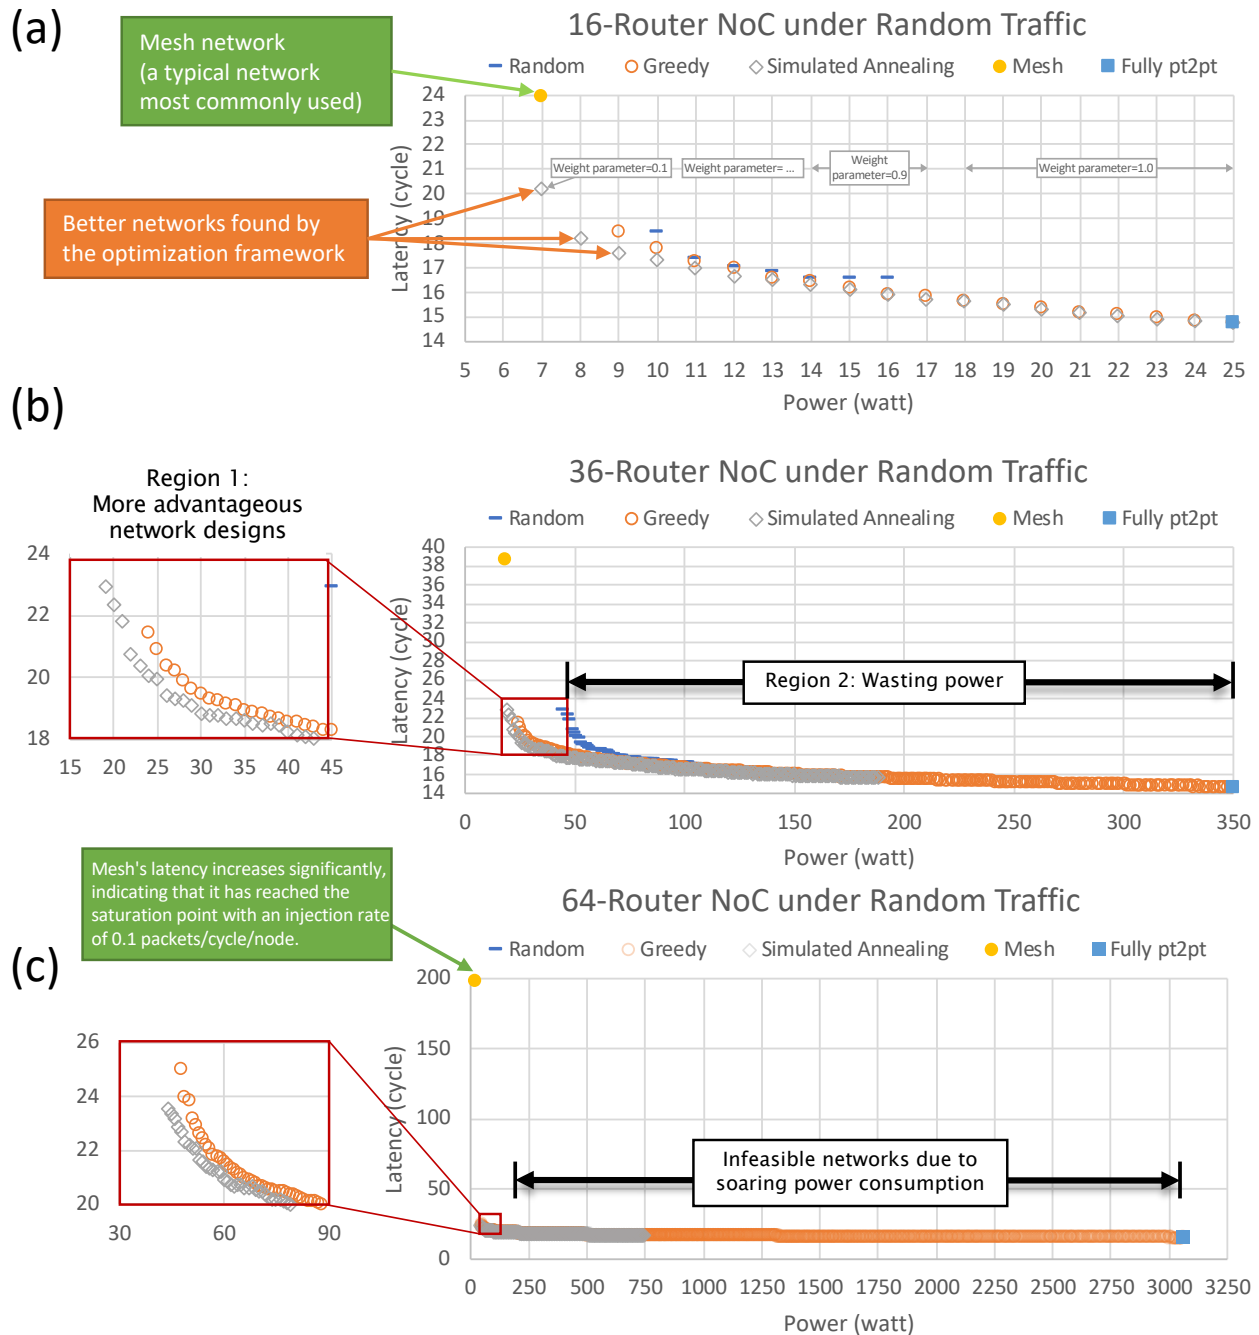 (a)
Mesh network
(a typical network
most commonly used)
Better networks found by
the optimization framework
16-Router NoC under Random Traffic
Random Greedy Simulated Annealing Mesh Fully pt2pt
24
23
22
21
20
19
18
17
16
15
14
Latency (cycle)
Weight parameter=0.1
Weight parameter= ...
Weight
parameter=0.9
Weight parameter=1.0
5 6 7 8 9 10 11 12 13 14 15 16 17 18 19 20 21 22 23 24 25
Power (watt)
(b)
Region 1:
More advantageous
network designs
24
22
20
18
15 20 25 30 35 40 45
36-Router NoC under Random Traffic
Random Greedy Simulated Annealing Mesh Fully pt2pt
40
38
36
34
32
30
28
26
24
22
20
18
16
14
Latency (cycle)
Region 2: Wasting power
0 50 100 150 200 250 300 350
Power (watt)
Mesh's latency increases significantly,
indicating that it has reached the
saturation point with an injection rate
of 0.1 packets/cycle/node.
(c)
26
24
22
20
30 60 90
64-Router NoC under Random Traffic
Random Greedy Simulated Annealing Mesh Fully pt2pt
200
150
100
50
0
Latency (cycle)
Infeasible networks due to
soaring power consumption
0 250 500 750 1000 1250 1500 1750 2000 2250 2500 2750 3000 3250
Power (watt)